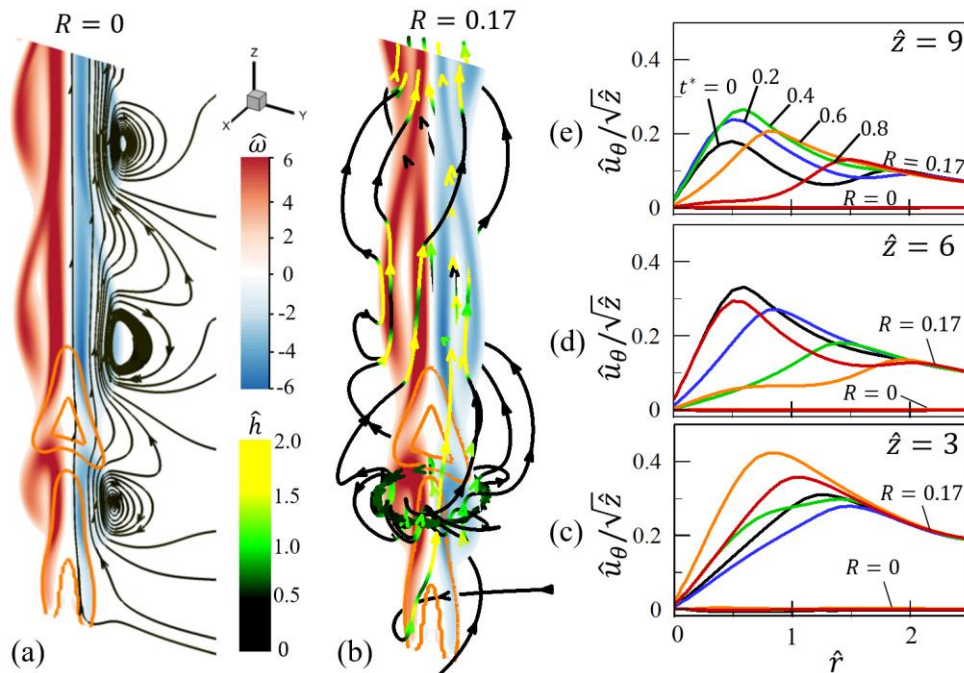 R = 0
R = 0.17
Z
X
Y
ω̂
6
4
2
0
-2
-4
-6
ĥ
2.0
1.5
1.0
0.5
0
(a)
(b)
(e)
û_θ/√ẑ
0.4
0.2
0
ẑ = 9
t* = 0
0.2
0.4
0.6
0.8
R = 0.17
R = 0
(d)
û_θ/√ẑ
0.4
0.2
0
ẑ = 6
R = 0.17
R = 0
(c)
û_θ/√ẑ
0.4
0.2
0
ẑ = 3
R = 0.17
R = 0
0
1
2
r̂